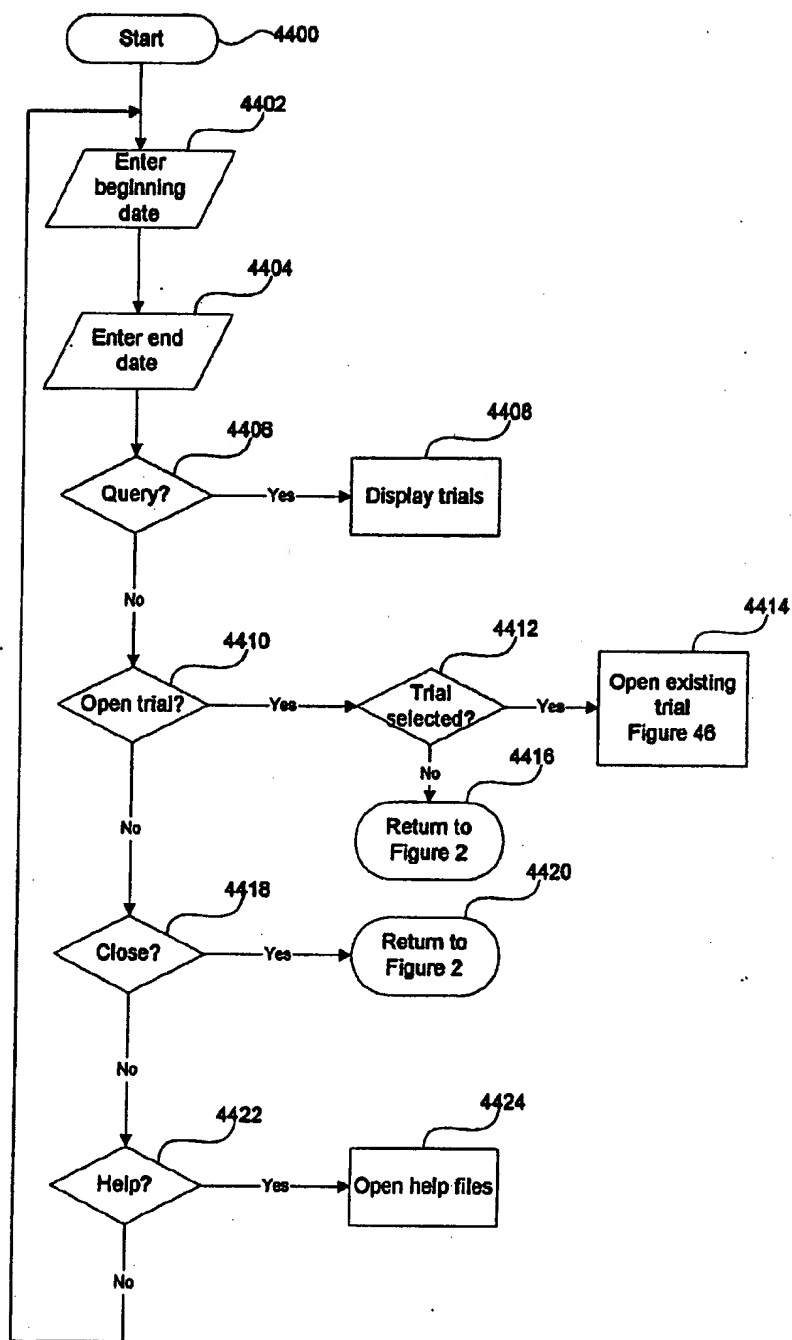 Start
4400
4402
Enter
beginning
date
4404
Enter end
date
4406
4408
Query?
Yes
Display trials
No
4410
4412
4414
Open trial?
Yes
Trial
selected?
Yes
Open existing
trial
Figure 46
No
4416
Return to
Figure 2
No
4418
4420
Close?
Yes
Return to
Figure 2
No
4422
4424
Help?
Yes
Open help files
No